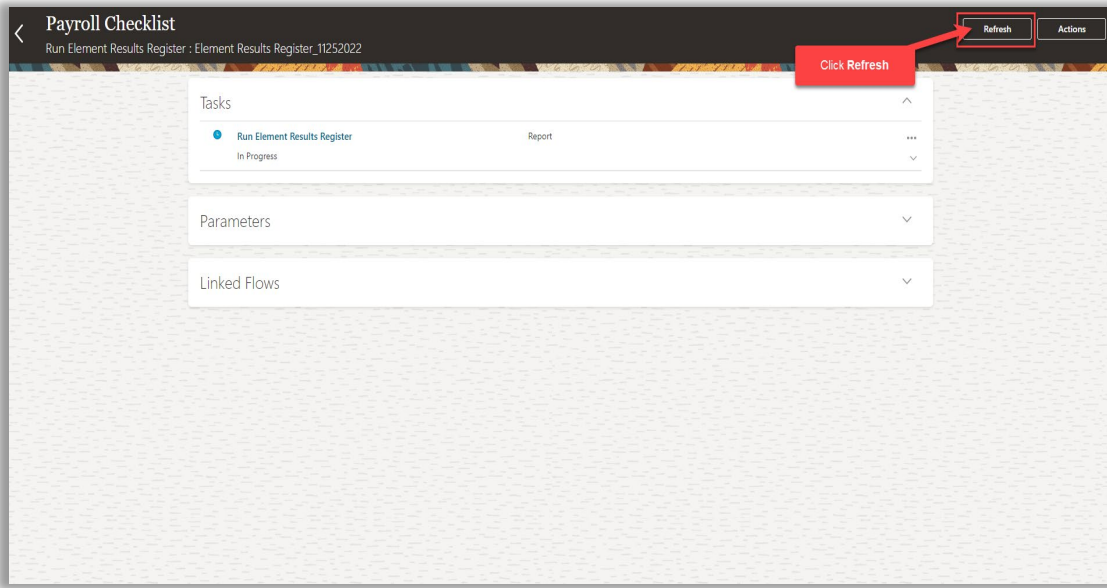 Payroll Checklist
Run Element Results Register : Element Results Register_11252022
Refresh
Actions
Click Refresh
Tasks
Run Element Results Register
Report
In Progress
Parameters
Linked Flows